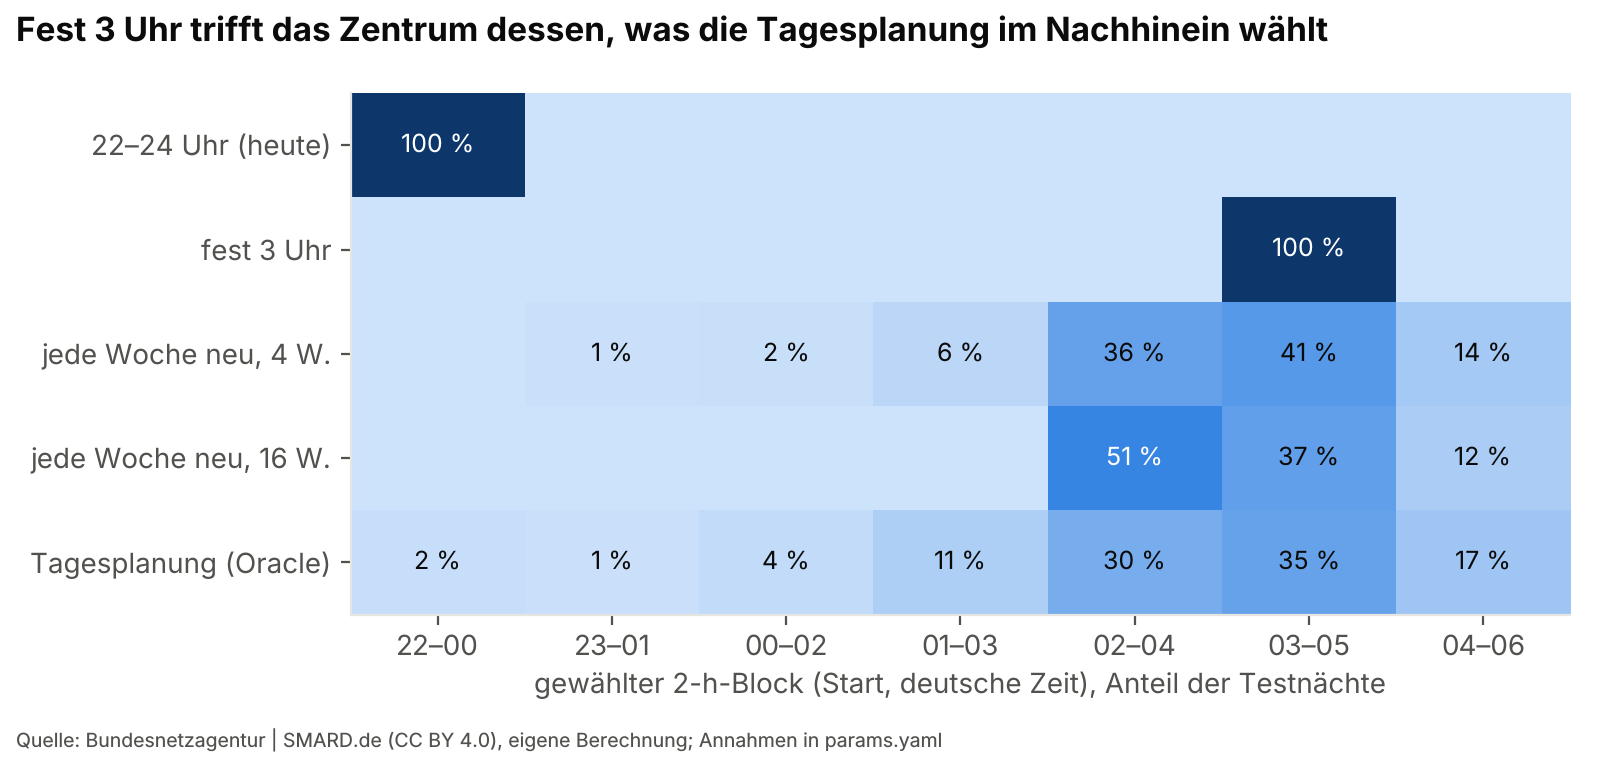 Fest 3 Uhr trifft das Zentrum dessen, was die Tagesplanung im Nachhinein wählt
22–24 Uhr (heute) 100 %
fest 3 Uhr 100 %
jede Woche neu, 4 W. 1 % 2 % 6 % 36 % 41 % 14 %
jede Woche neu, 16 W. 51 % 37 % 12 %
Tagesplanung (Oracle) 2 % 1 % 4 % 11 % 30 % 35 % 17 %
22–00 23–01 00–02 01–03 02–04 03–05 04–06
gewählter 2-h-Block (Start, deutsche Zeit), Anteil der Testnächte
Quelle: Bundesnetzagentur | SMARD.de (CC BY 4.0), eigene Berechnung; Annahmen in params.yaml